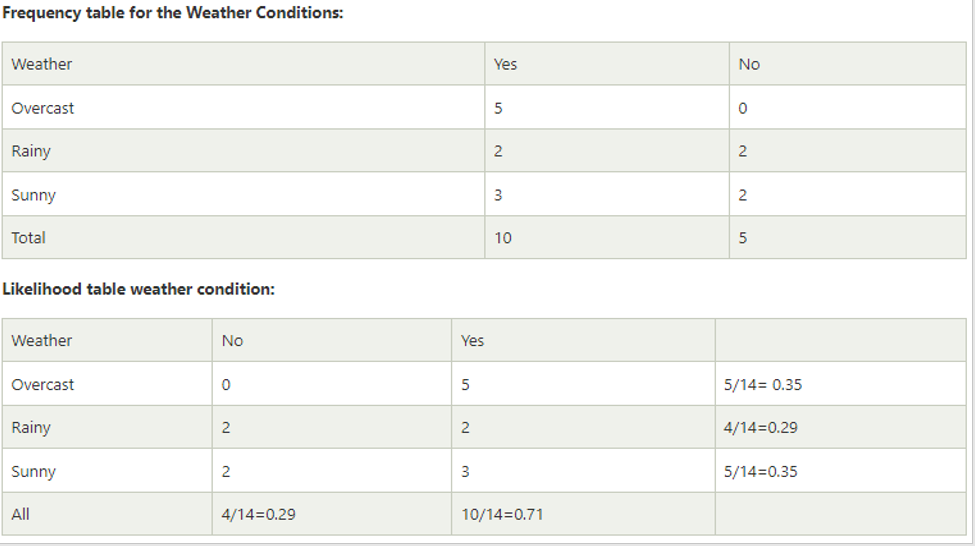 Frequency table for the Weather Conditions:
Weather Yes No
Overcast 5 0
Rainy 2 2
Sunny 3 2
Total 10 5
Likelihood table weather condition:
Weather No Yes
Overcast 0 5 5/14= 0.35
Rainy 2 2 4/14=0.29
Sunny 2 3 5/14=0.35
All 4/14=0.29 10/14=0.71